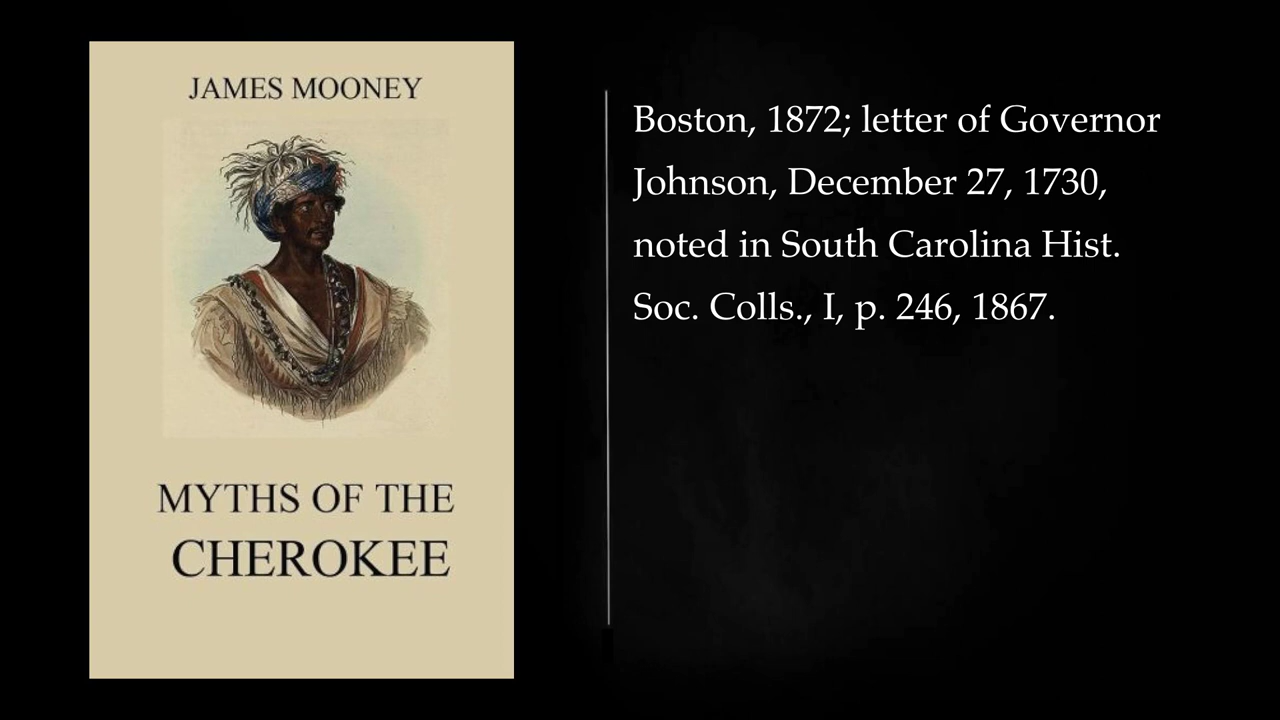 JAMES MOONEY
MYTHS OF THE
CHEROKEE
Boston, 1872; letter of Governor
Johnson, December 27, 1730,
noted in South Carolina Hist.
Soc. Colls., I, p. 246, 1867.